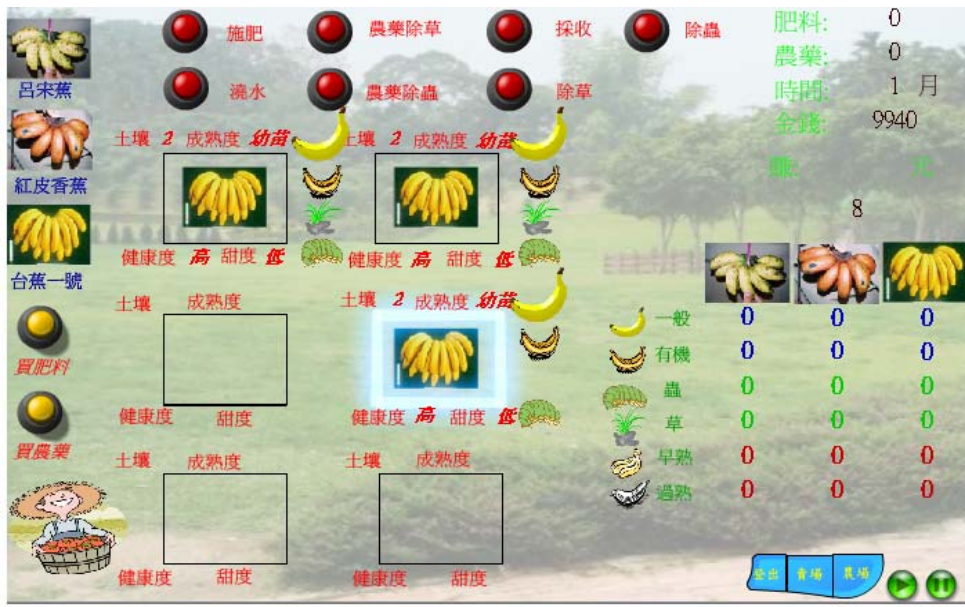 施肥 農藥除草 採收 除蟲
澆水 農藥除蟲 除草
呂宋蕉
紅皮香蕉
台蕉一號
買肥料
買農藥
肥料: 0
農藥: 0
時間: 1 月
金錢: 9940
賺: 元
8
土壤 2 成熟度 幼苗
健康度 高 甜度 低
土壤 2 成熟度 幼苗
健康度 高 甜度 低
土壤 成熟度
健康度 甜度
土壤 2 成熟度 幼苗
健康度 高 甜度 低
土壤 成熟度
健康度 甜度
土壤 成熟度
健康度 甜度
一般 0 0 0
有機 0 0 0
蟲 0 0 0
草 0 0 0
早熟 0 0 0
過熟 0 0 0
登出 賣場 農場